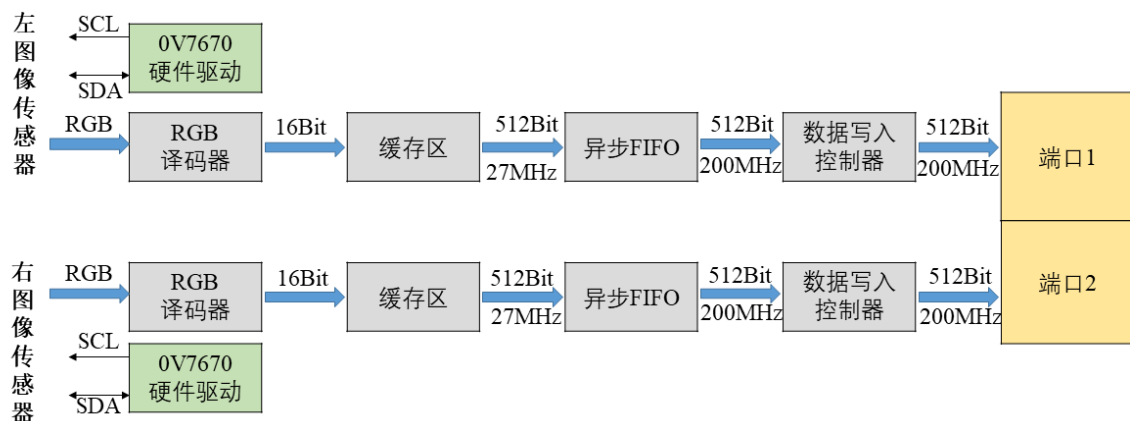 左图像传感器
SCL
SDA
0V7670
硬件驱动
RGB
RGB
译码器
16Bit
缓存区
512Bit
27MHz
异步FIFO
512Bit
200MHz
数据写入
控制器
512Bit
200MHz
端口1
右图像传感器
RGB
RGB
译码器
16Bit
缓存区
512Bit
27MHz
异步FIFO
512Bit
200MHz
数据写入
控制器
512Bit
200MHz
端口2
SCL
SDA
0V7670
硬件驱动